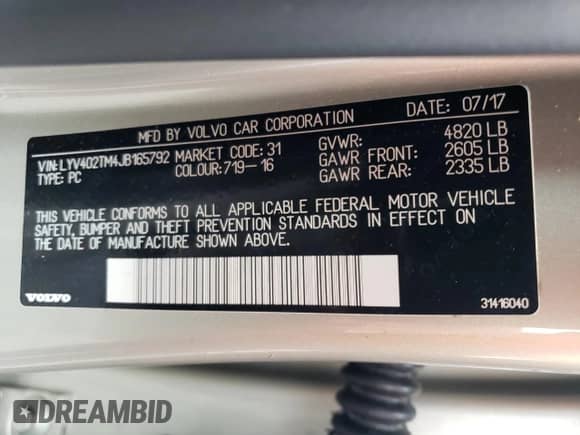 MFD BY VOLVO CAR CORPORATION DATE: 07/17
VIN:LYV402TM4JB165792 MARKET CODE: 31 GVWR: 4820 LB
TYPE: PC COLOUR:719-16 GAWR FRONT: 2605 LB
GAWR REAR: 2335 LB
THIS VEHICLE CONFORMS TO ALL APPLICABLE FEDERAL MOTOR VEHICLE
SAFETY, BUMPER AND THEFT PREVENTION STANDARDS IN EFFECT ON
THE DATE OF MANUFACTURE SHOWN ABOVE.
VOLVO 31416040
DREAMBID